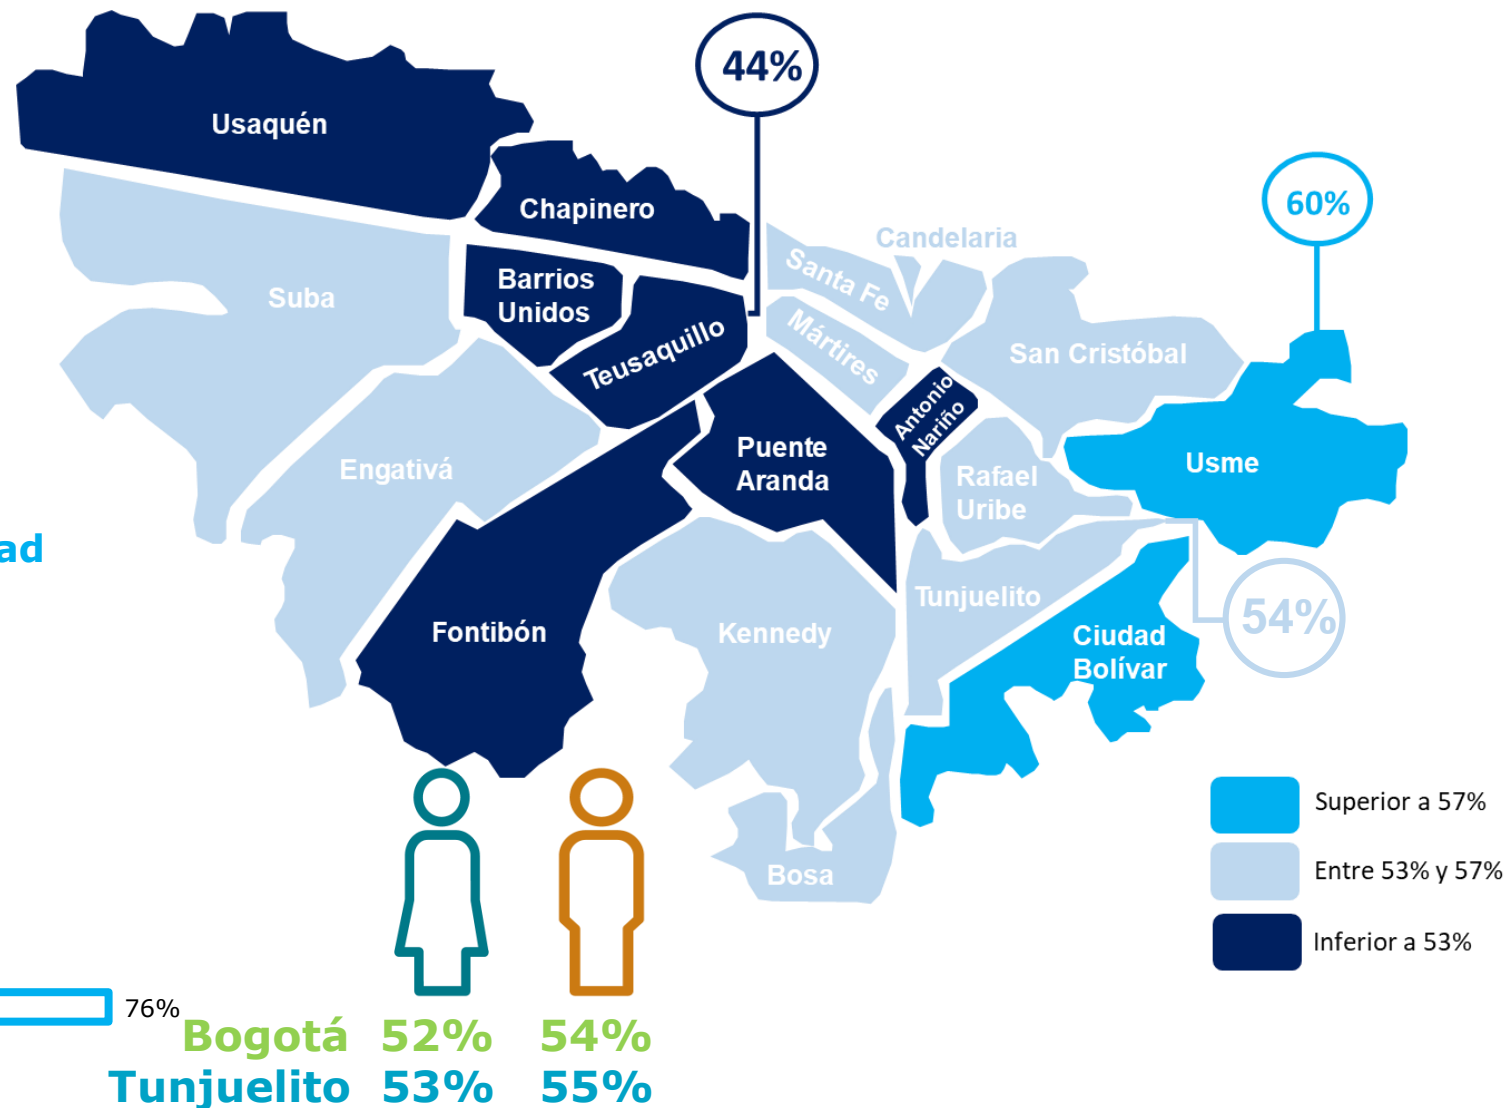 44%
Usaquén
60%
Chapinero
Candelaria
Santa Fe
Barrios
Unidos
Suba
Teusaquillo
Mártires
San Cristóbal
Antonio
Nariño
Puente
Aranda
Engativá
Rafael
Uribe
Usme
ad
Tunjuelito
54%
Fontibón
Kennedy
Ciudad
Bolívar
Superior a 57%
Entre 53% y 57%
Bosa
Inferior a 53%
76%
Bogotá 52% 54%
Tunjuelito 53% 55%